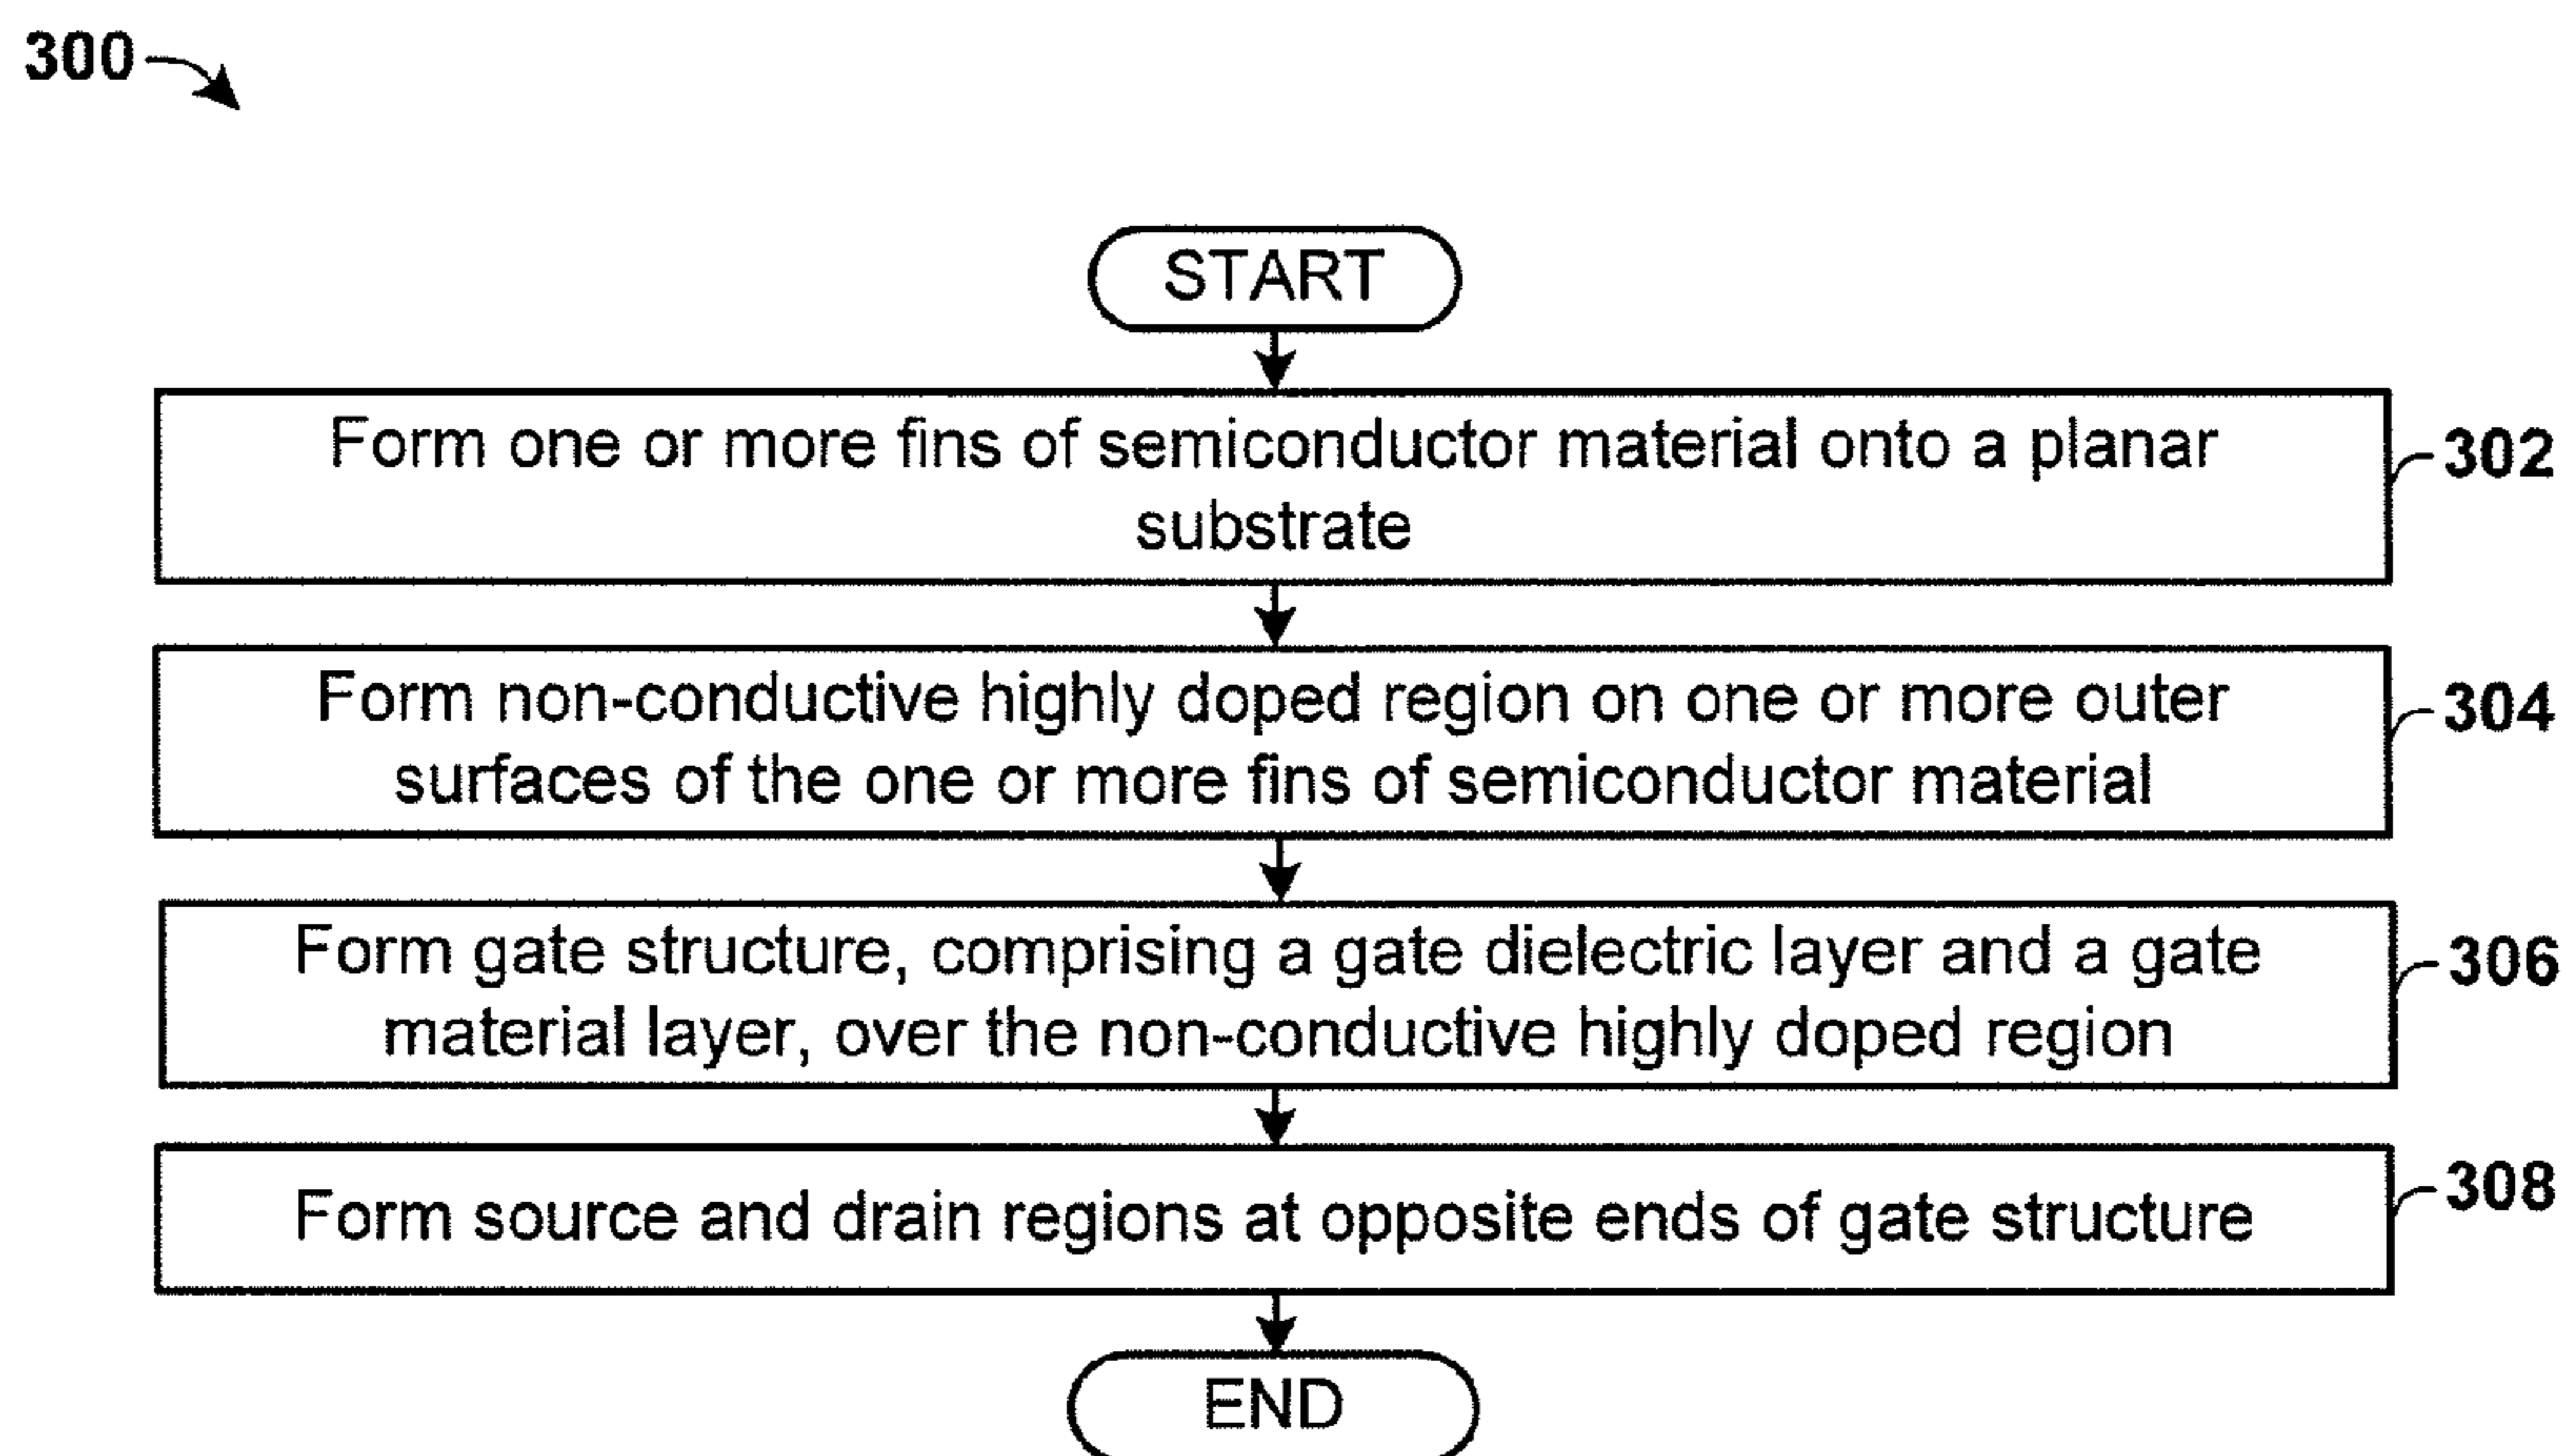 300
START
Form one or more fins of semiconductor material onto a planar
substrate
302
Form non-conductive highly doped region on one or more outer
surfaces of the one or more fins of semiconductor material
304
Form gate structure, comprising a gate dielectric layer and a gate
material layer, over the non-conductive highly doped region
306
Form source and drain regions at opposite ends of gate structure
308
END